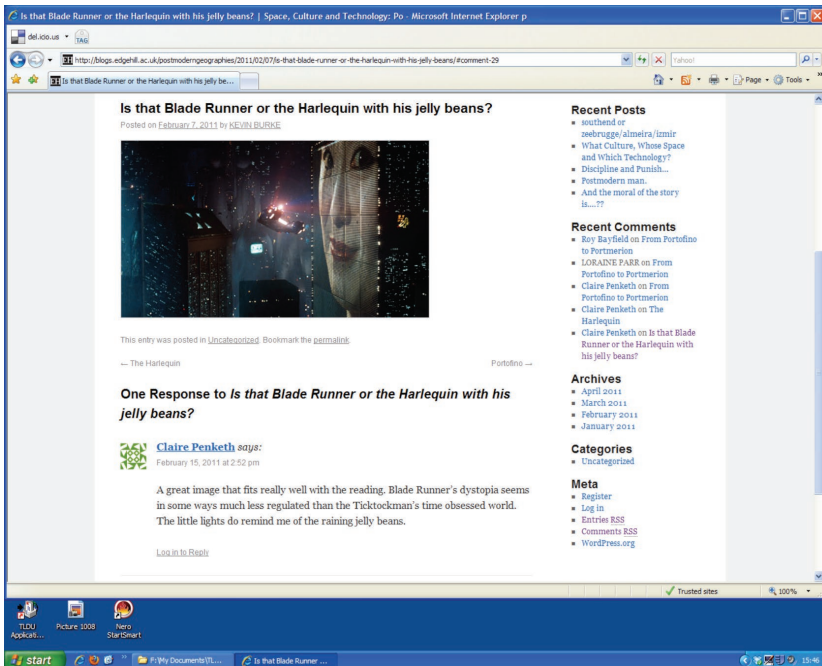 Is that Blade Runner or the Harlequin with his jelly beans? | Space, Culture and Technology: Po - Microsoft Internet Explorer p
del.icio.us
TAG
http://blogs.edgehill.ac.uk/postmoderngeographies/2011/02/07/is-that-blade-runner-or-the-harlequin-with-his-jelly-beans/#comment-29
Yahoo!
Is that Blade Runner or the Harlequin with his jelly be...
Page
Tools
Is that Blade Runner or the Harlequin with his jelly beans?
Posted on February 7, 2011 by KEVIN BURKE
This entry was posted in Uncategorized. Bookmark the permalink.
← The Harlequin
Portofino →
One Response to Is that Blade Runner or the Harlequin with his
jelly beans?
Claire Penketh says:
February 15, 2011 at 2:52 pm
A great image that fits really well with the reading. Blade Runner's dystopia seems
in some ways much less regulated than the Ticktockman's time obsessed world.
The little lights do remind me of the raining jelly beans.
Log in to Reply
Recent Posts
southend or
zeebrugge/almeira/izmir
What Culture, Whose Space
and Which Technology?
Discipline and Punish...
Postmodern man.
And the moral of the story
is....??
Recent Comments
Roy Bayfield on From Portofino
to Portmerion
LORAINE PARR on From
Portofino to Portmerion
Claire Penketh on From
Portofino to Portmerion
Claire Penketh on The
Harlequin
Claire Penketh on Is that Blade
Runner or the Harlequin with
his jelly beans?
Archives
April 2011
March 2011
February 2011
January 2011
Categories
Uncategorized
Meta
Register
Log in
Entries RSS
Comments RSS
WordPress.org
Trusted sites
100%
TLDU
Applicati...
Picture 1008
Nero
StartSmart
start
F:\My Documents\TL...
Is that Blade Runner ...
15:46